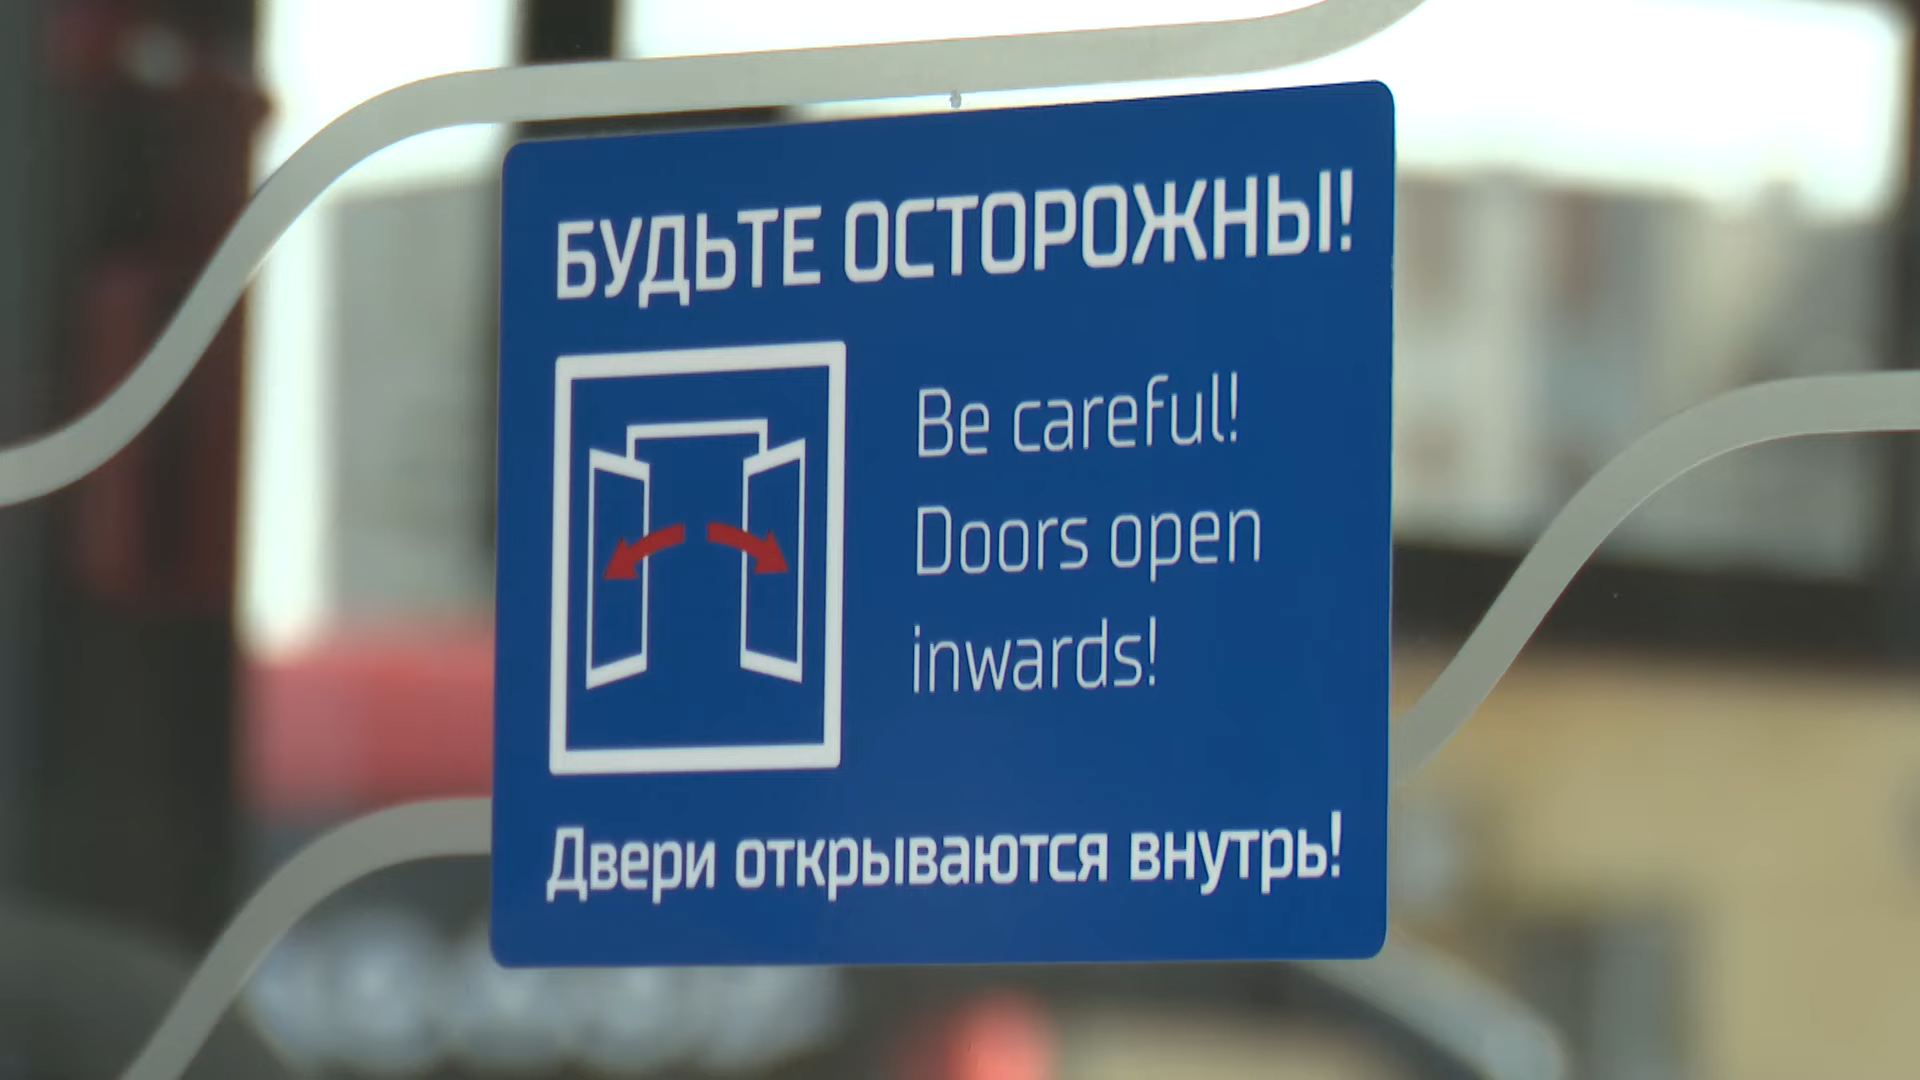 БУДЬТЕ ОСТОРОЖНЫ!
Be careful!
Doors open
inwards!
Двери открываются внутрь!